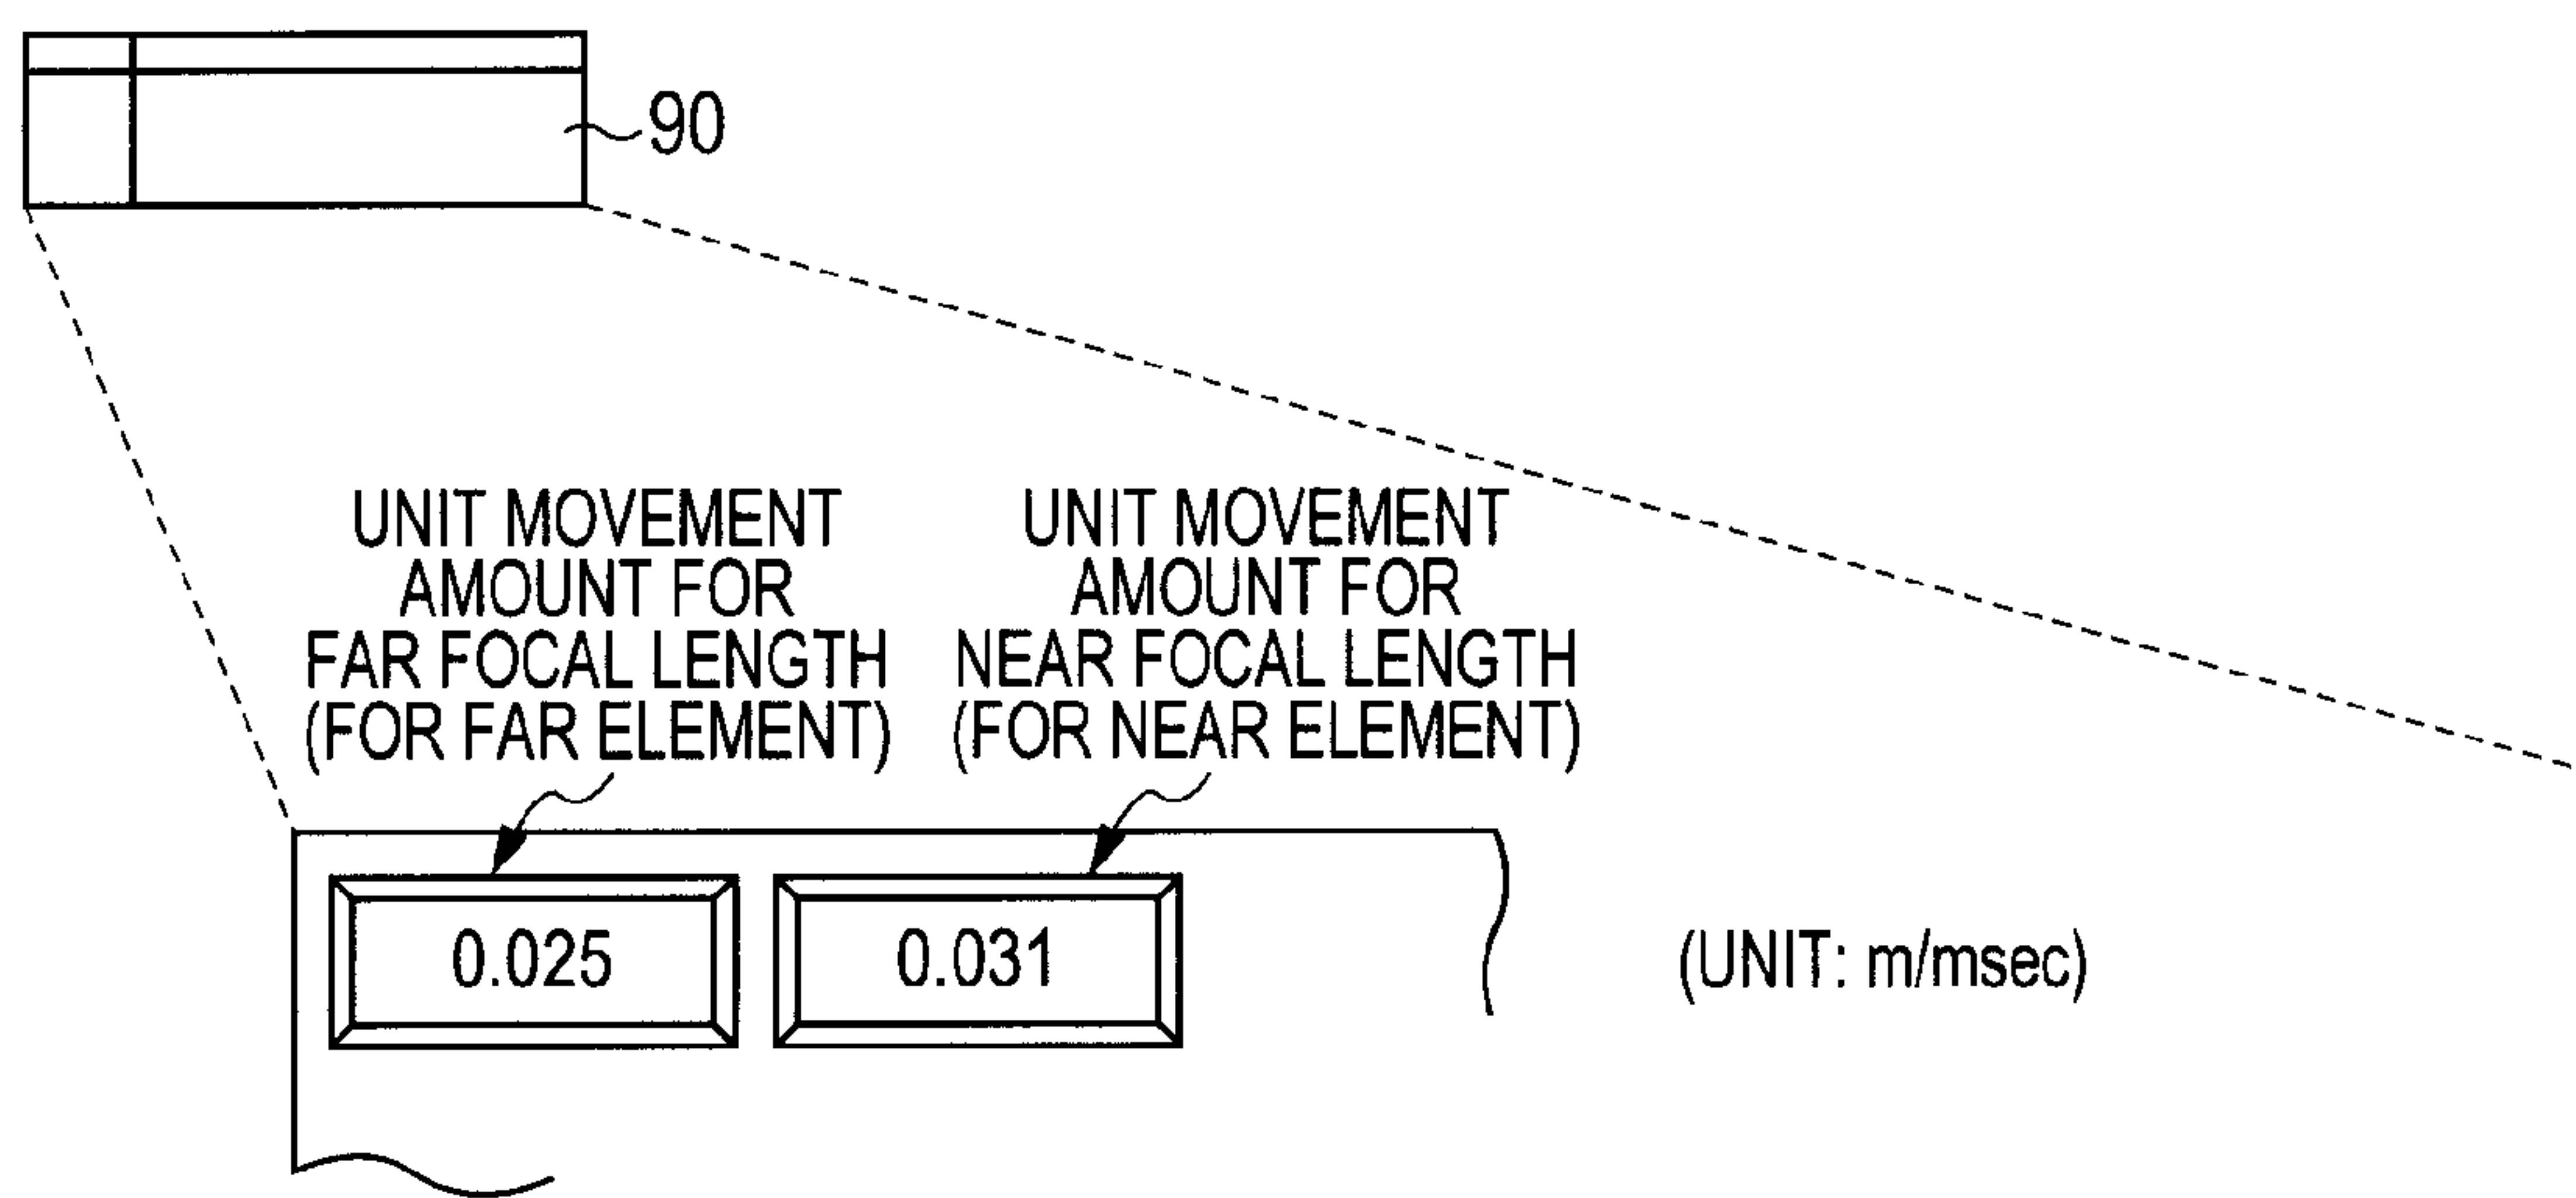 90
UNIT MOVEMENT
AMOUNT FOR
FAR FOCAL LENGTH
(FOR FAR ELEMENT)
UNIT MOVEMENT
AMOUNT FOR
NEAR FOCAL LENGTH
(FOR NEAR ELEMENT)
0.025
0.031
(UNIT: m/msec)